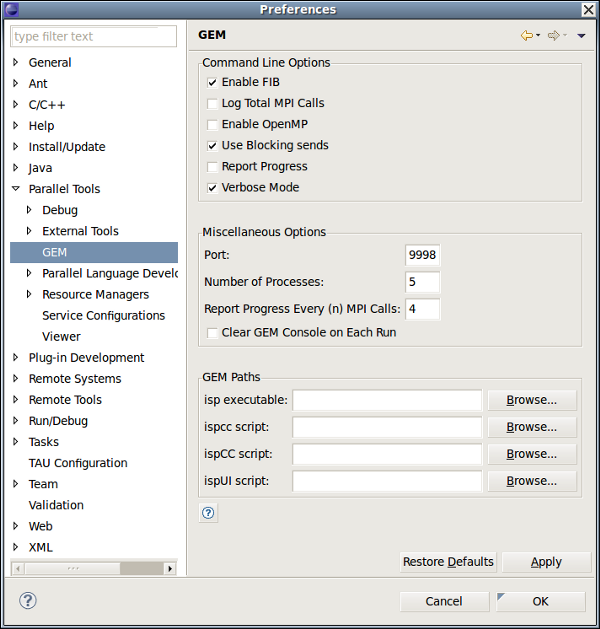 Preferences
type filter text
General
Ant
C/C++
Help
Install/Update
Java
Parallel Tools
Debug
External Tools
GEM
Parallel Language Develo
Resource Managers
Service Configurations
Viewer
Plug-in Development
Remote Systems
Remote Tools
Run/Debug
Tasks
TAU Configuration
Team
Validation
Web
XML
GEM
Command Line Options
Enable FIB
Log Total MPI Calls
Enable OpenMP
Use Blocking sends
Report Progress
Verbose Mode
Miscellaneous Options
Port: 9998
Number of Processes: 5
Report Progress Every (n) MPI Calls: 4
Clear GEM Console on Each Run
GEM Paths
isp executable: Browse...
ispcc script: Browse...
ispCC script: Browse...
ispUI script: Browse...
Restore Defaults Apply
Cancel OK